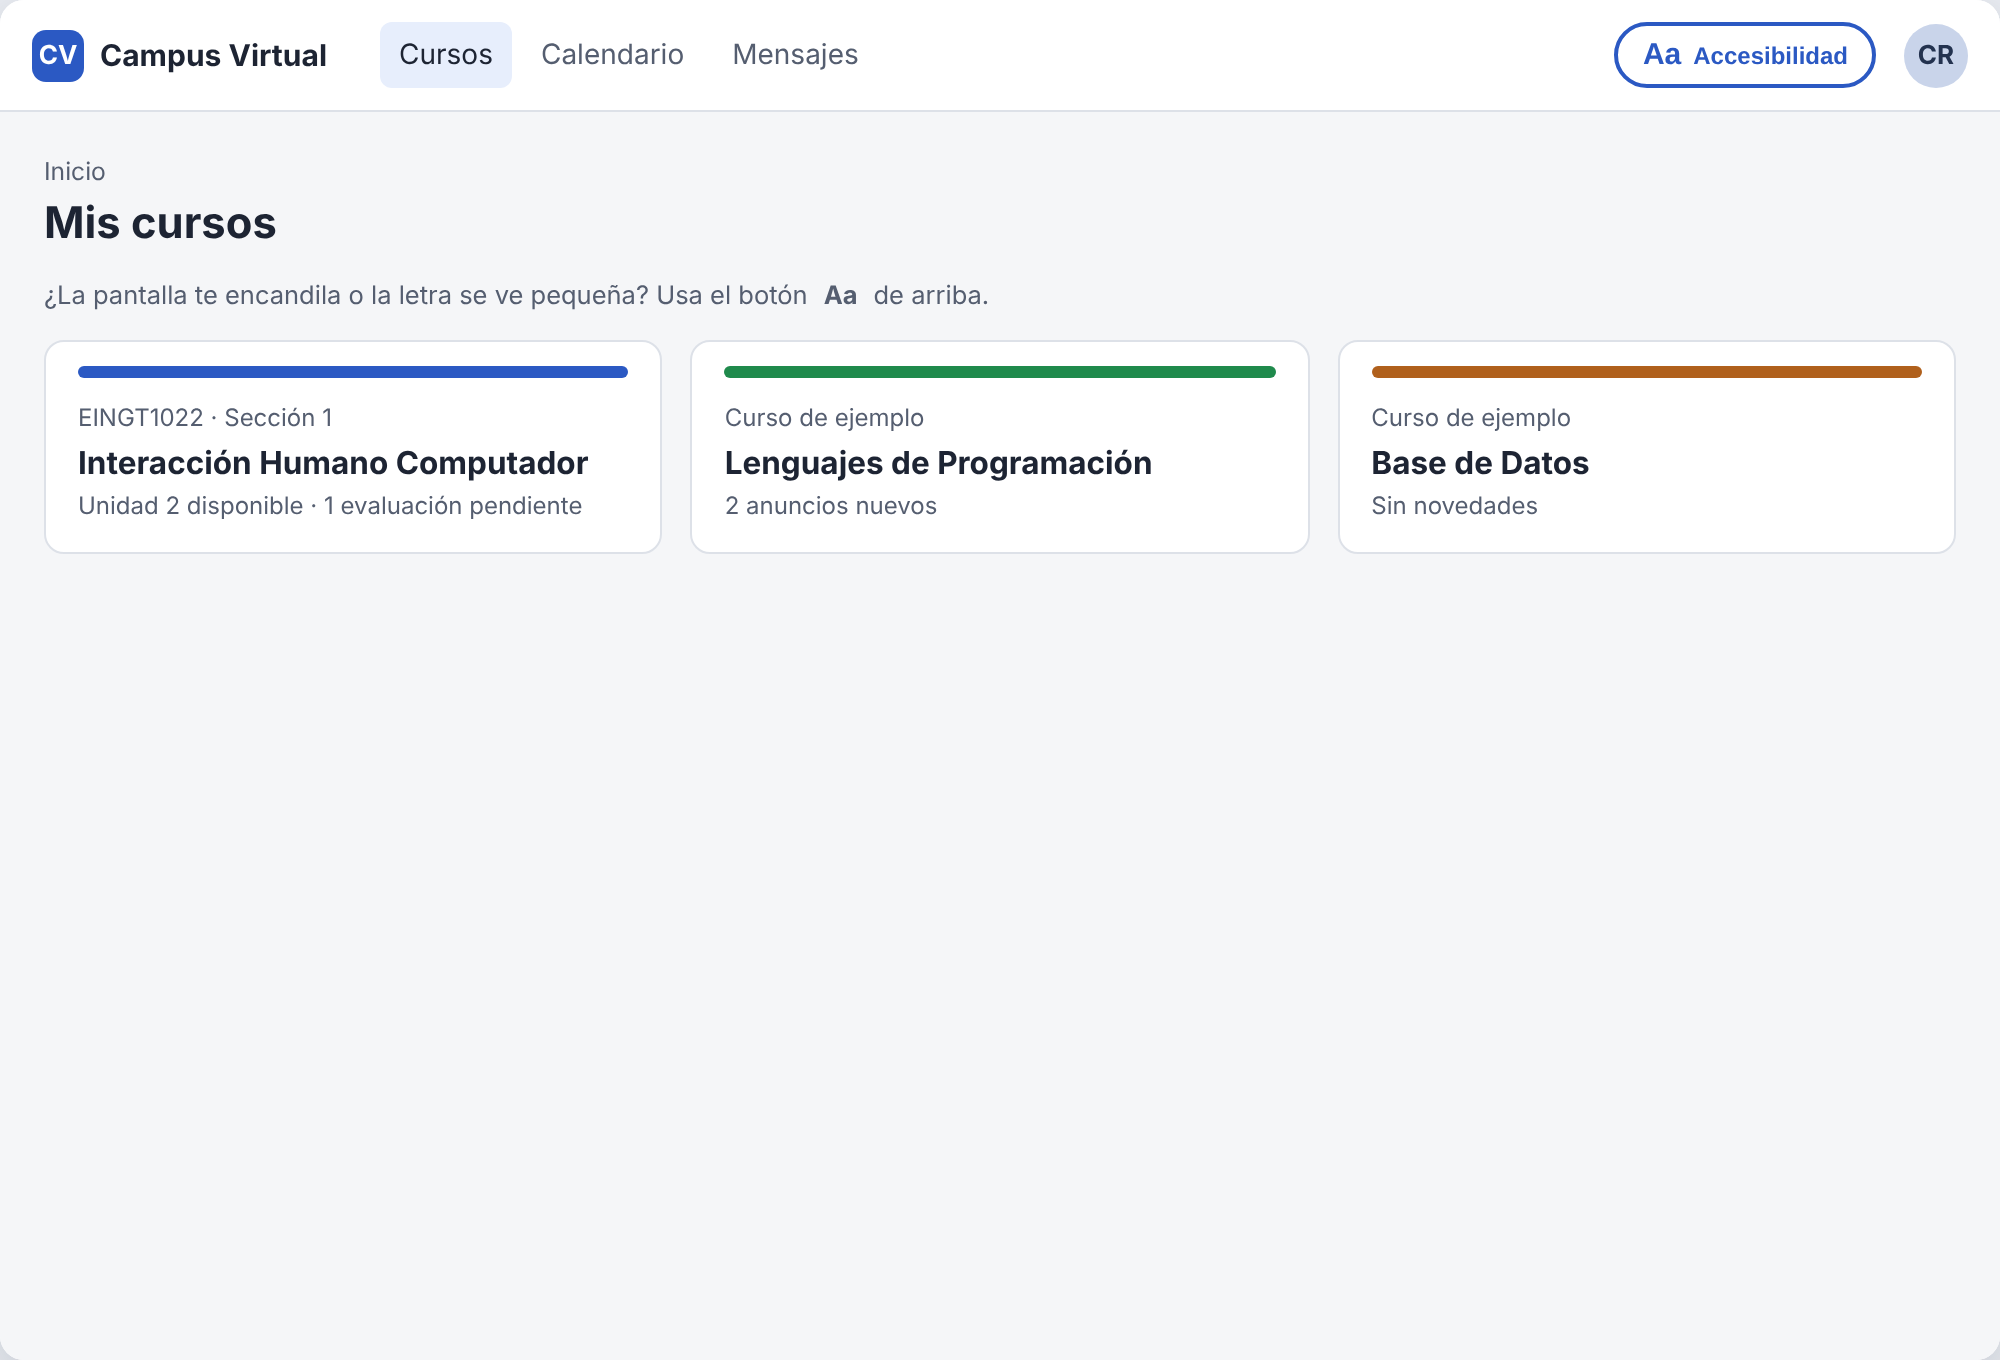 CV Campus Virtual Cursos Calendario Mensajes Aa Accesibilidad CR
Inicio
Mis cursos
¿La pantalla te encandila o la letra se ve pequeña? Usa el botón Aa de arriba.
EINGT1022 · Sección 1
Interacción Humano Computador
Unidad 2 disponible · 1 evaluación pendiente
Curso de ejemplo
Lenguajes de Programación
2 anuncios nuevos
Curso de ejemplo
Base de Datos
Sin novedades